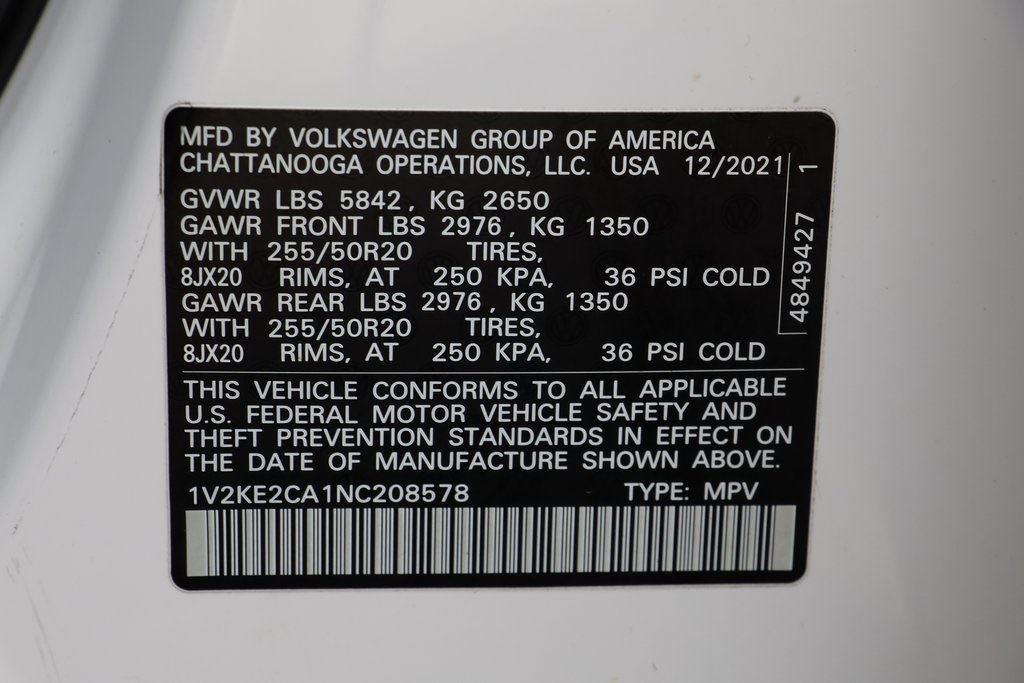 MFD BY VOLKSWAGEN GROUP OF AMERICA
CHATTANOOGA OPERATIONS, LLC. USA 12/2021
GVWR LBS 5842, KG 2650
GAWR FRONT LBS 2976, KG 1350
WITH 255/50R20 TIRES,
8JX20 RIMS, AT 250 KPA, 36 PSI COLD
GAWR REAR LBS 2976, KG 1350
WITH 255/50R20 TIRES,
8JX20 RIMS, AT 250 KPA, 36 PSI COLD
4849427 1
THIS VEHICLE CONFORMS TO ALL APPLICABLE
U.S. FEDERAL MOTOR VEHICLE SAFETY AND
THEFT PREVENTION STANDARDS IN EFFECT ON
THE DATE OF MANUFACTURE SHOWN ABOVE.
1V2KE2CA1NC208578 TYPE: MPV